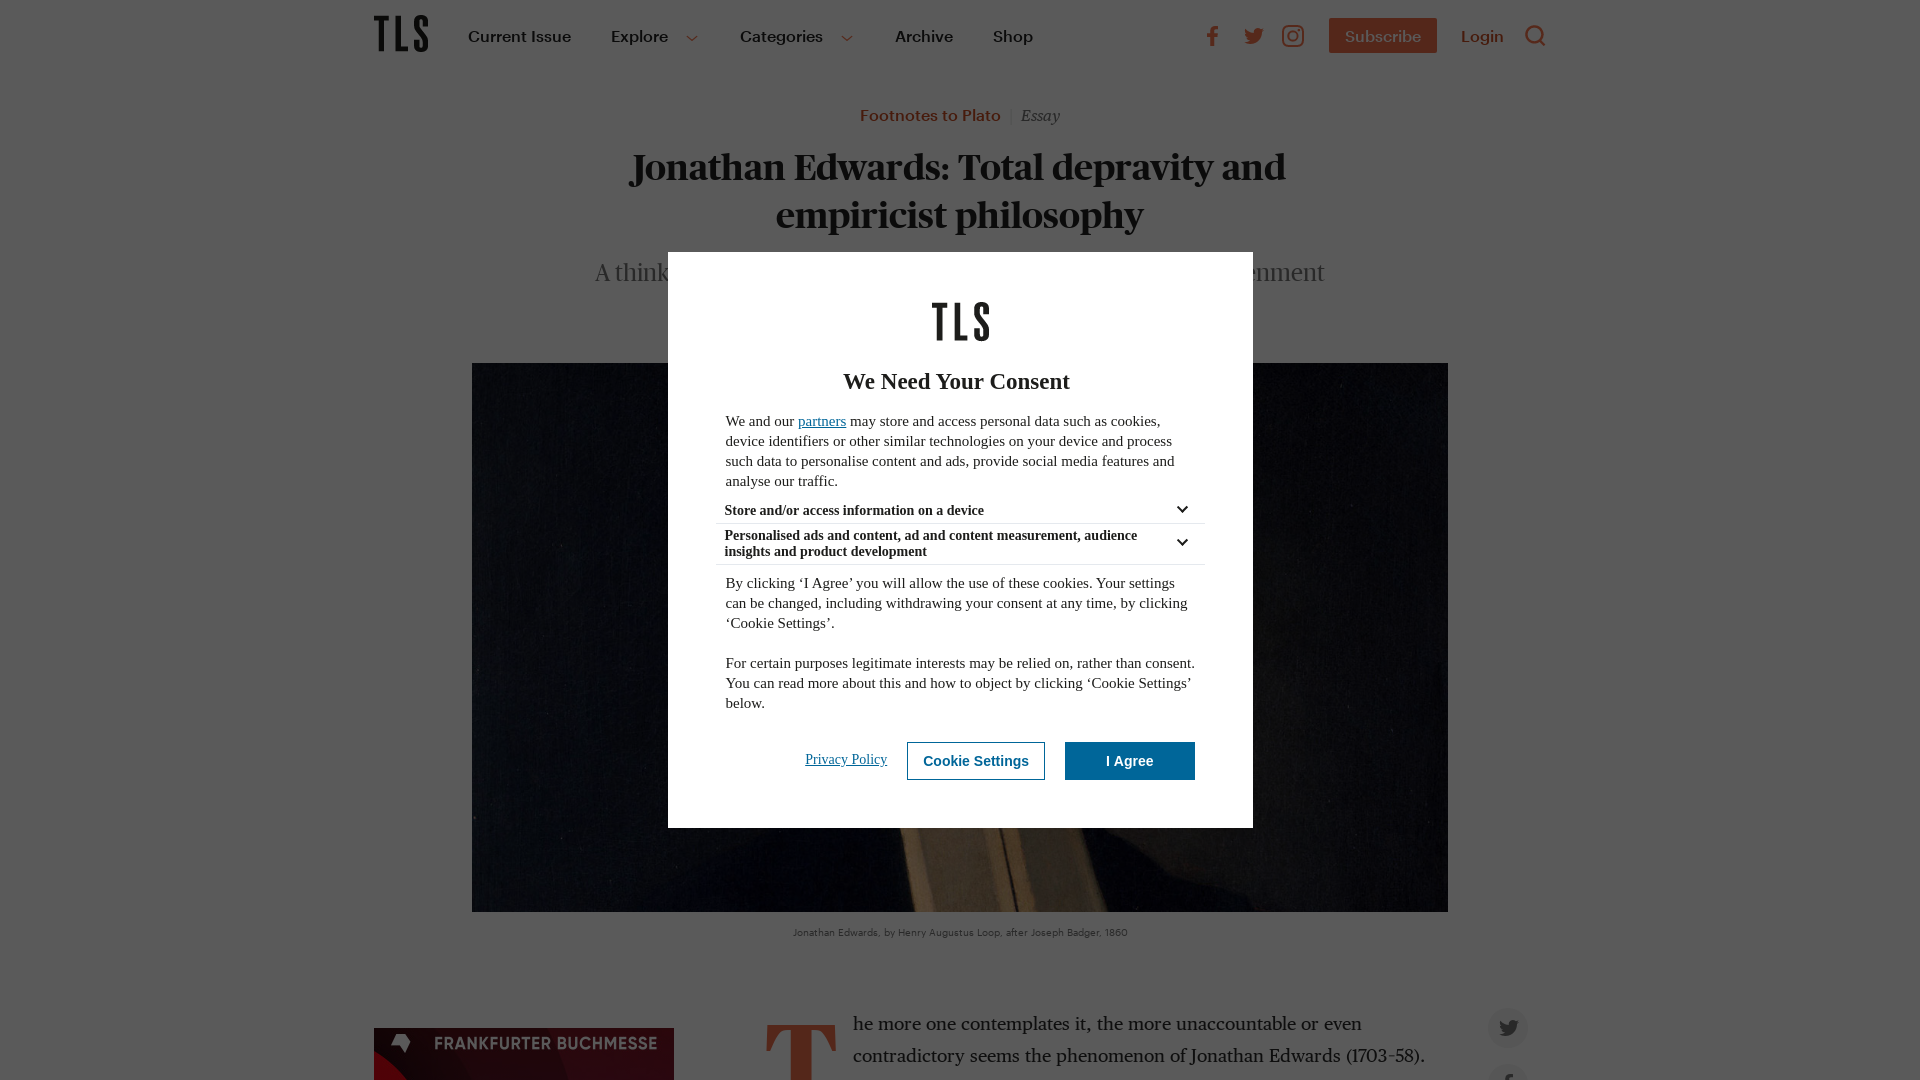 TLS
Current Issue
Explore
Categories
Archive
Shop
Subscribe
Login
Footnotes to Plato | Essay
Jonathan Edwards: Total depravity and
empiricist philosophy
A think
enment
TLS
We Need Your Consent
We and our partners may store and access personal data such as cookies,
device identifiers or other similar technologies on your device and process
such data to personalise content and ads, provide social media features and
analyse our traffic.
Store and/or access information on a device
Personalised ads and content, ad and content measurement, audience
insights and product development
By clicking ‘I Agree’ you will allow the use of these cookies. Your settings
can be changed, including withdrawing your consent at any time, by clicking
‘Cookie Settings’.
For certain purposes legitimate interests may be relied on, rather than consent.
You can read more about this and how to object by clicking ‘Cookie Settings’
below.
Privacy Policy
Cookie Settings
I Agree
Jonathan Edwards, by Henry Augustus Loop, after Joseph Badger, 1860
FRANKFURTER BUCHMESSE
The more one contemplates it, the more unaccountable or even
contradictory seems the phenomenon of Jonathan Edwards (1703–58).